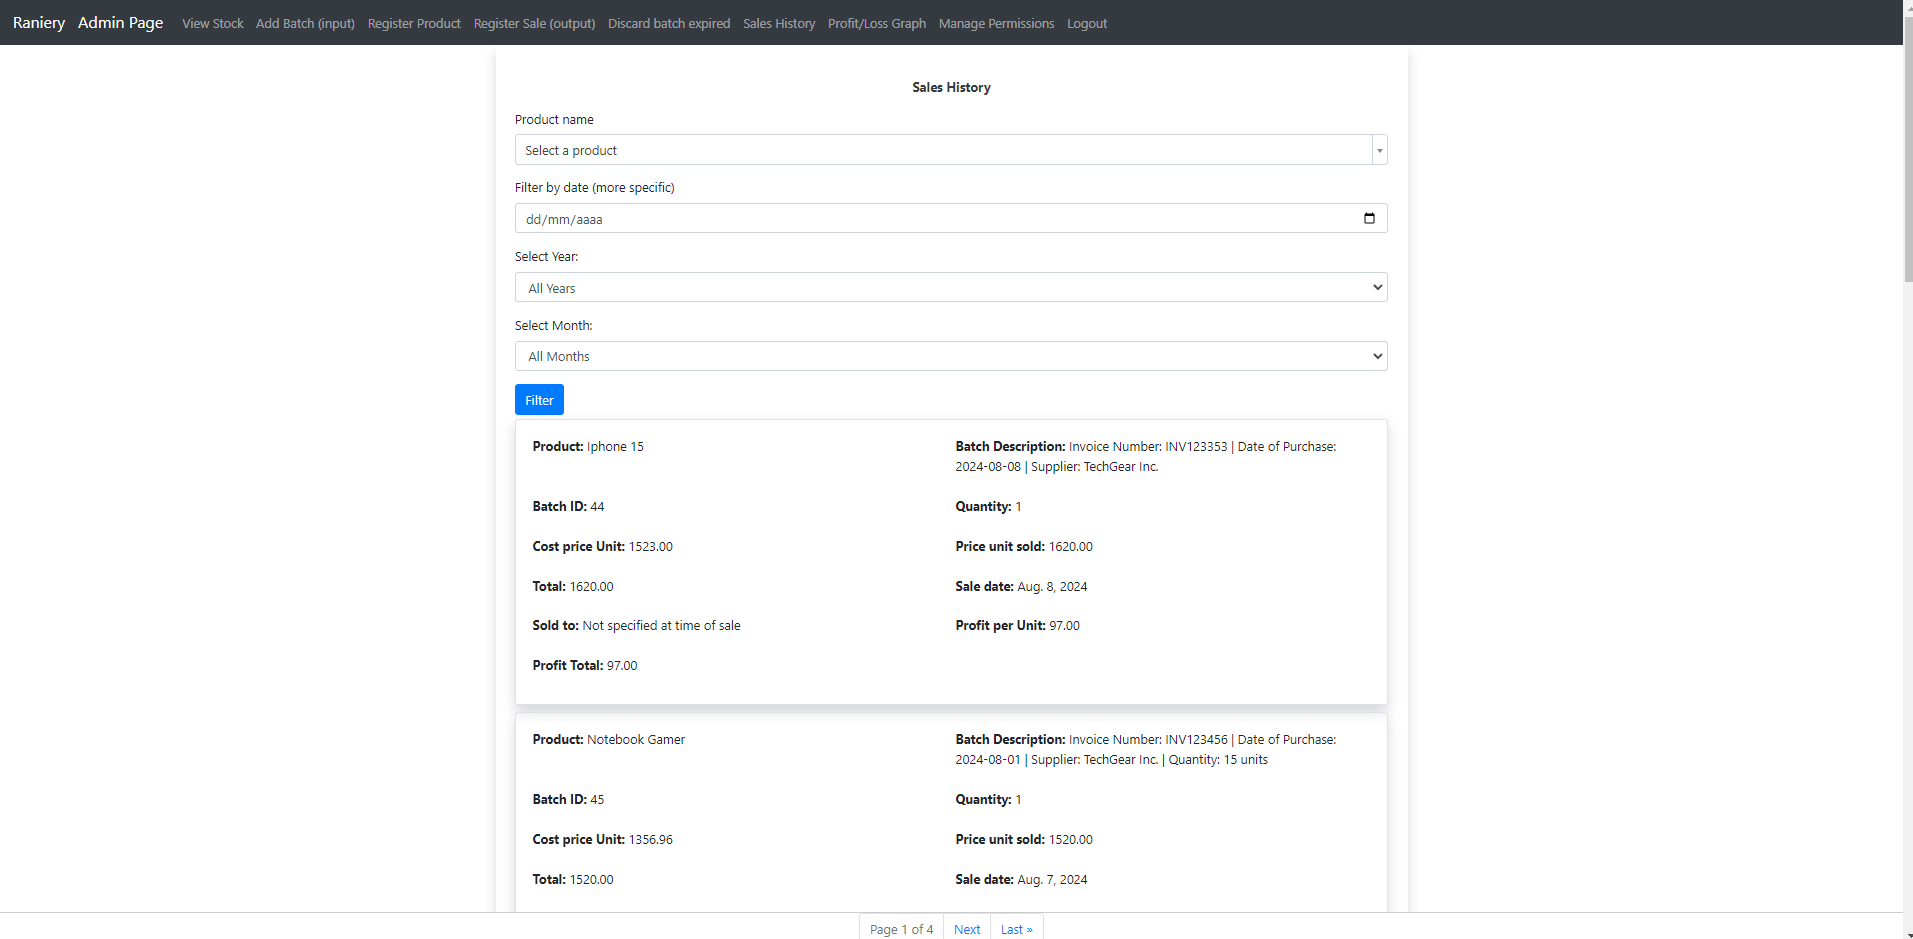 Raniery Admin Page View Stock Add Batch (input) Register Product Register Sale (output) Discard batch expired Sales History Profit/Loss Graph Manage Permissions Logout
Sales History
Product name
Select a product
Filter by date (more specific)
dd/mm/aaaa
Select Year:
All Years
Select Month:
All Months
Filter
Product: Iphone 15
Batch Description: Invoice Number: INV123353 | Date of Purchase:
2024-08-08 | Supplier: TechGear Inc.
Batch ID: 44
Quantity: 1
Cost price Unit: 1523.00
Price unit sold: 1620.00
Total: 1620.00
Sale date: Aug. 8, 2024
Sold to: Not specified at time of sale
Profit per Unit: 97.00
Profit Total: 97.00
Product: Notebook Gamer
Batch Description: Invoice Number: INV123456 | Date of Purchase:
2024-08-01 | Supplier: TechGear Inc. | Quantity: 15 units
Batch ID: 45
Quantity: 1
Cost price Unit: 1356.96
Price unit sold: 1520.00
Total: 1520.00
Sale date: Aug. 7, 2024
Page 1 of 4 Next Last »